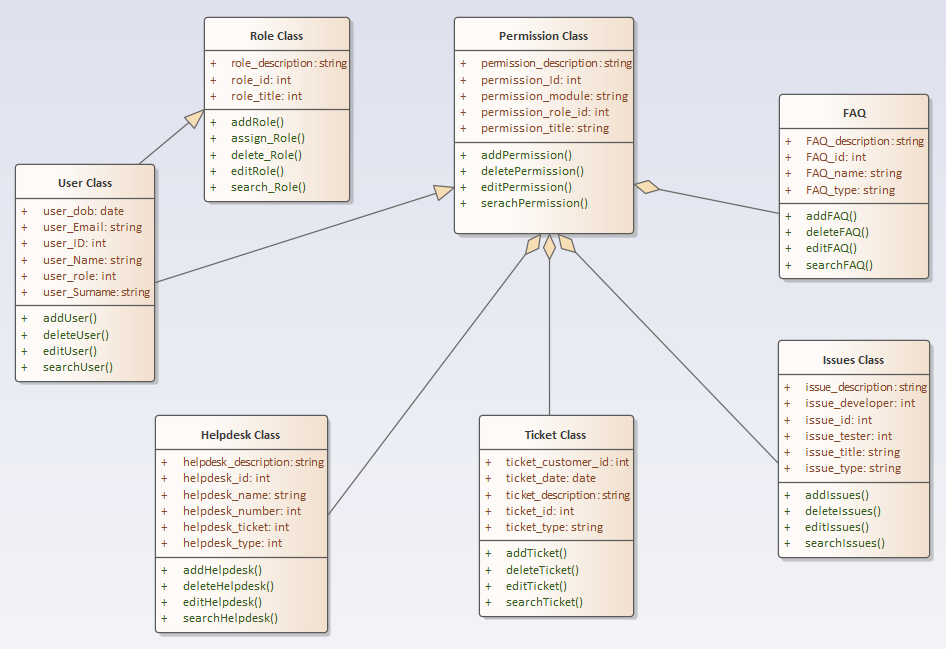 Role Class
+ role_description: string
+ role_id: int
+ role_title: int
+ addRole()
+ assign_Role()
+ delete_Role()
+ editRole()
+ search_Role()
Permission Class
+ permission_description: string
+ permission_Id: int
+ permission_module: string
+ permission_role_id: int
+ permission_title: string
+ addPermission()
+ deletePermission()
+ editPermission()
+ serachPermission()
FAQ
+ FAQ_description: string
+ FAQ_id: int
+ FAQ_name: string
+ FAQ_type: string
+ addFAQ()
+ deleteFAQ()
+ editFAQ()
+ searchFAQ()
User Class
+ user_dob: date
+ user_Email: string
+ user_ID: int
+ user_Name: string
+ user_role: int
+ user_Surname: string
+ addUser()
+ deleteUser()
+ editUser()
+ searchUser()
Issues Class
+ issue_description: string
+ issue_developer: int
+ issue_id: int
+ issue_tester: int
+ issue_title: string
+ issue_type: string
+ addIssues()
+ deleteIssues()
+ editIssues()
+ searchIssues()
Helpdesk Class
+ helpdesk_description: string
+ helpdesk_id: int
+ helpdesk_name: string
+ helpdesk_number: int
+ helpdesk_ticket: int
+ helpdesk_type: int
+ addHelpdesk()
+ deleteHelpdesk()
+ editHelpdesk()
+ searchHelpdesk()
Ticket Class
+ ticket_customer_id: int
+ ticket_date: date
+ ticket_description: string
+ ticket_id: int
+ ticket_type: string
+ addTicket()
+ deleteTicket()
+ editTicket()
+ searchTicket()